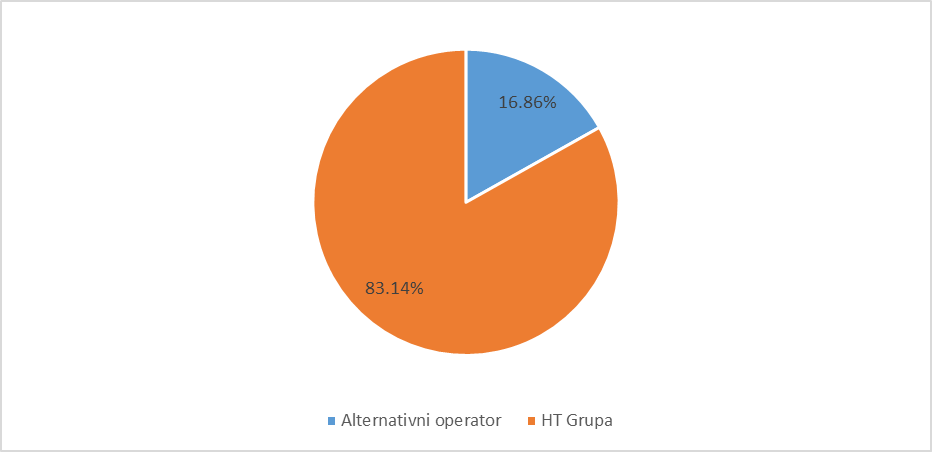 16.86%
83.14%
Alternativni operator
HT Grupa